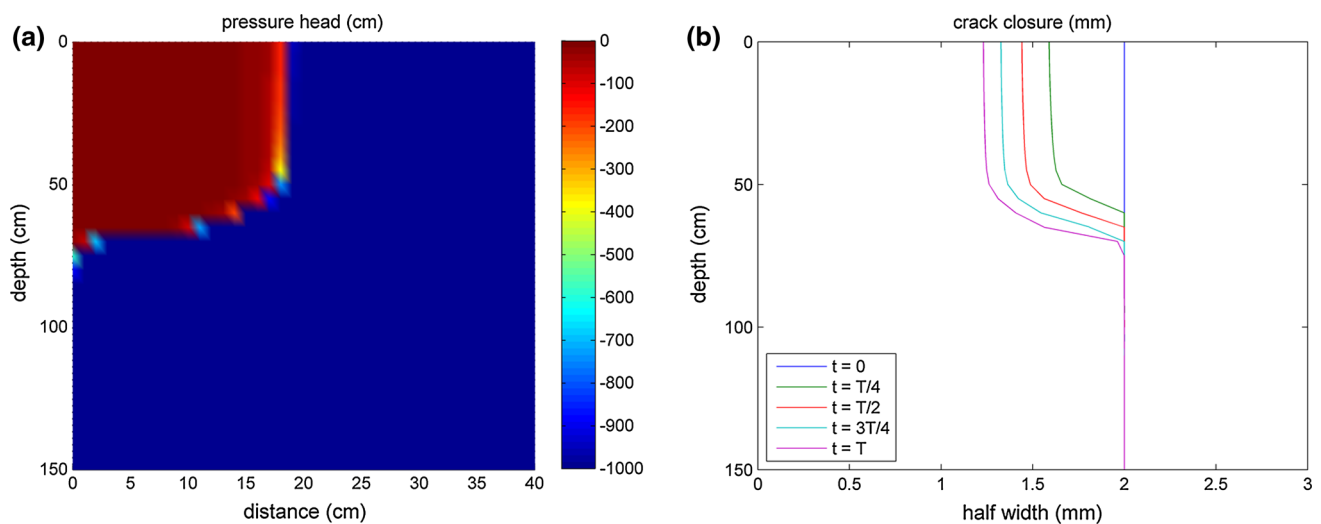 (a)
pressure head (cm)
0
50
100
150
depth (cm)
0 5 10 15 20 25 30 35 40
distance (cm)
0
-100
-200
-300
-400
-500
-600
-700
-800
-900
-1000
(b)
crack closure (mm)
0
50
100
150
depth (cm)
t = 0
t = T/4
t = T/2
t = 3T/4
t = T
0 0.5 1 1.5 2 2.5 3
half width (mm)